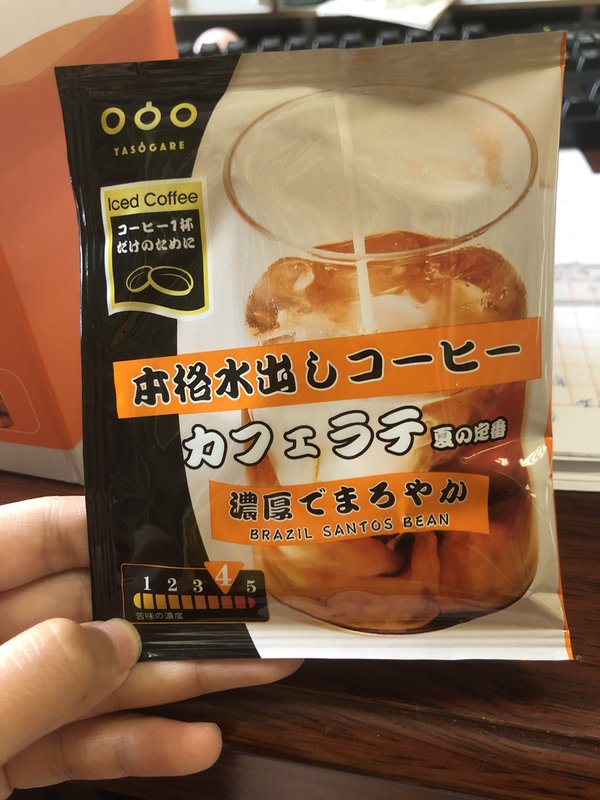 TASOGARE
Iced Coffee
コーヒー1杯
だけのために
本格水出しコーヒー
カフェラテ 夏の定番
濃厚でまろやか
BRAZIL SANTOS BEAN
1 2 3 4 5
苦味の濃度